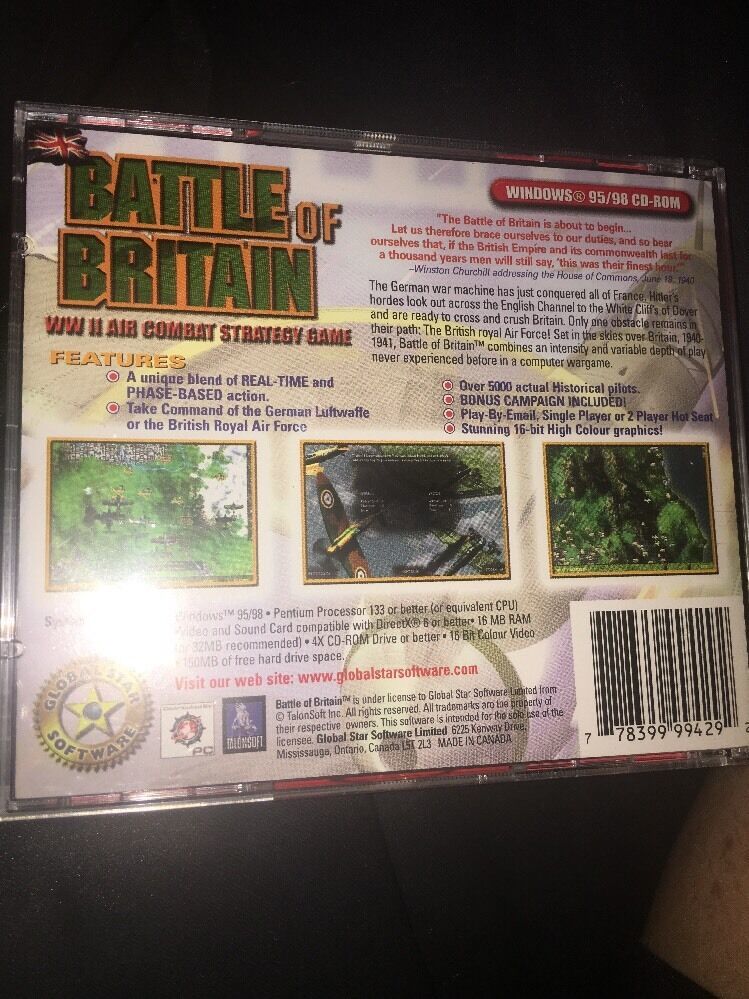 BATTLE OF
BRITAIN
WW II AIR COMBAT STRATEGY GAME
WINDOWS® 95/98 CD-ROM
"The Battle of Britain is about to begin...
Let us therefore brace ourselves to our duties, and so bear
ourselves that, if the British Empire and its commonwealth last for
a thousand years men will still say, 'this was their finest hour.'"
–Winston Churchill addressing the House of Commons, June 18, 1940
The German war machine has just conquered all of France. Hitler's
hordes look out across the English Channel to the White Cliff's of Dover
and are ready to cross and crush Britain. Only one obstacle remains in
their path: The British royal Air Force! Set in the skies over Britain, 1940-
1941, Battle of Britain™ combines an intensity and variable depth of play
never experienced before in a computer wargame.
FEATURES
A unique blend of REAL-TIME and
PHASE-BASED action.
Take Command of the German Luftwaffe
or the British Royal Air Force
Over 5000 actual Historical pilots.
BONUS CAMPAIGN INCLUDED!
Play-By-Email, Single Player or 2 Player Hot Seat
Stunning 16-bit High Colour graphics!
Windows™ 95/98 • Pentium Processor 133 or better (or equivalent CPU)
Video and Sound Card compatible with DirectX® 6 or better • 16 MB RAM
(or 32MB recommended) • 4X CD-ROM Drive or better • 16 Bit Colour Video
• 150MB of free hard drive space.
Visit our web site: www.globalstarsoftware.com
GLOBAL STAR
SOFTWARE
PC
TALONSOFT
Battle of Britain™ is under license to Global Star Software Limited from
© TalonSoft Inc. All rights reserved. All trademarks are the property of
their respective owners. This software is intended for the sole use of the
licensee. Global Star Software Limited 6225 Kenway Drive,
Mississauga, Ontario, Canada L5T 2L3 MADE IN CANADA
7 78399 99429 2